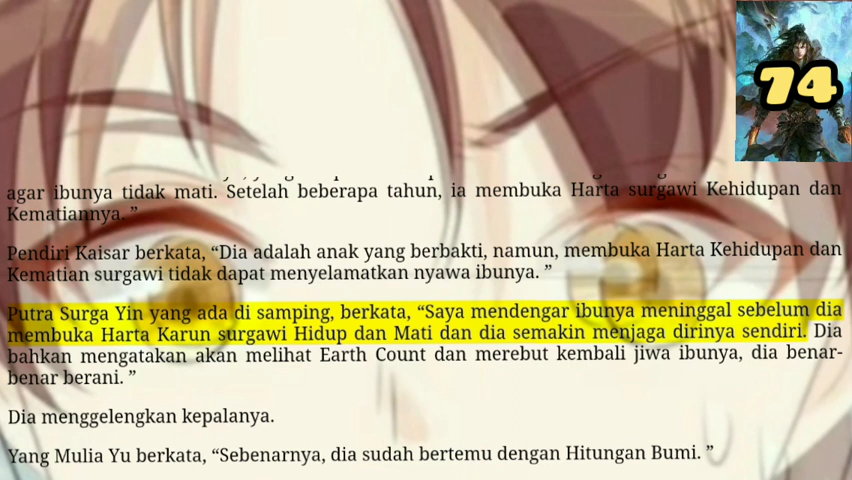 74
agar ibunya tidak mati. Setelah beberapa tahun, ia membuka Harta surgawi Kehidupan dan
Kematiannya. ”
Pendiri Kaisar berkata, “Dia adalah anak yang berbakti, namun, membuka Harta Kehidupan dan
Kematian surgawi tidak dapat menyelamatkan nyawa ibunya. ”
Putra Surga Yin yang ada di samping, berkata, “Saya mendengar ibunya meninggal sebelum dia
membuka Harta Karun surgawi Hidup dan Mati dan dia semakin menjaga dirinya sendiri. Dia
bahkan mengatakan akan melihat Earth Count dan merebut kembali jiwa ibunya, dia benar-
benar berani. ”
Dia menggelengkan kepalanya.
Yang Mulia Yu berkata, “Sebenarnya, dia sudah bertemu dengan Hitungan Bumi. ”